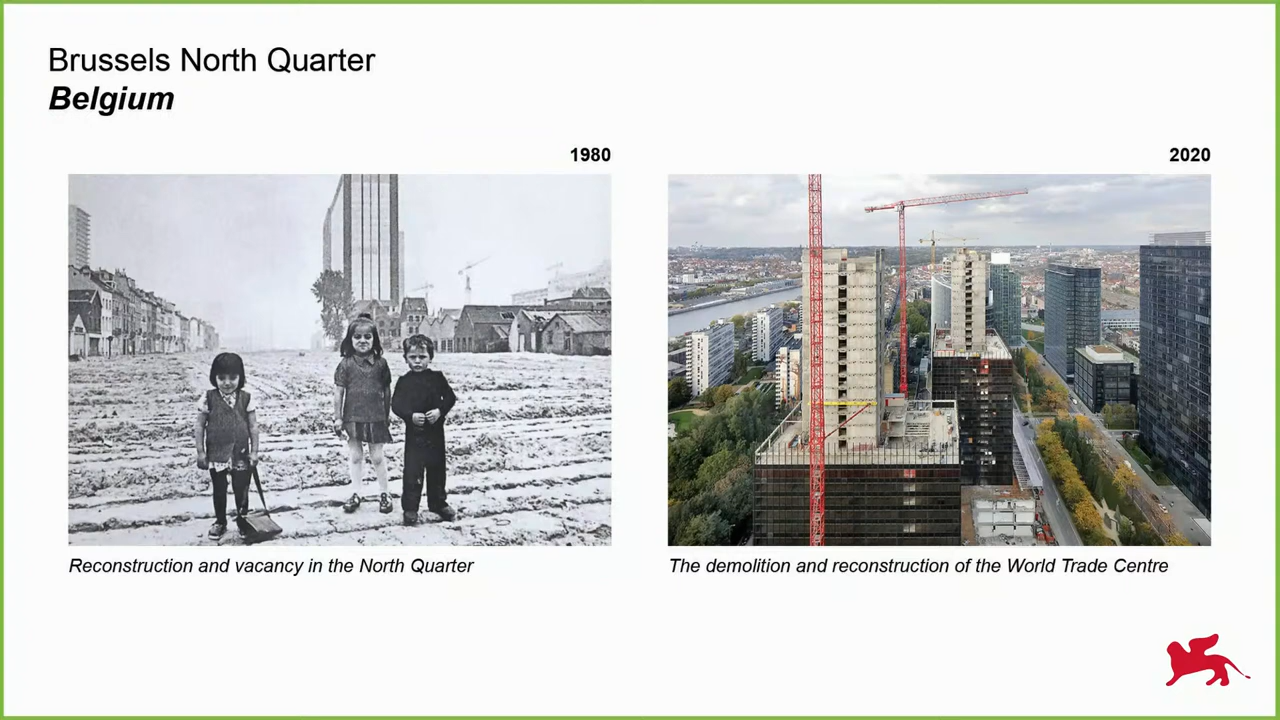 Brussels North Quarter
Belgium
1980
2020
Reconstruction and vacancy in the North Quarter
The demolition and reconstruction of the World Trade Centre